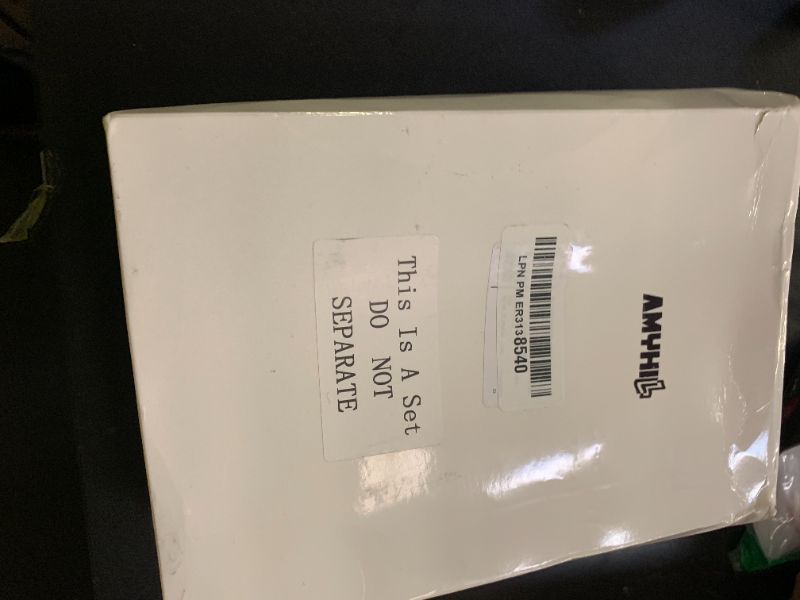 AMYHILL
LPN PM ER3138540
This Is A Set
DO NOT
SEPARATE